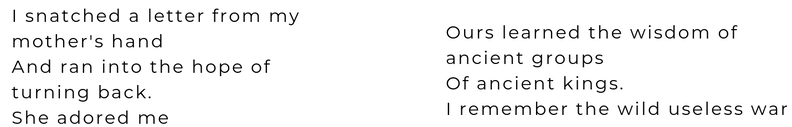 I snatched a letter from my
mother's hand
And ran into the hope of
turning back.
She adored me
Ours learned the wisdom of
ancient groups
Of ancient kings.
I remember the wild useless war